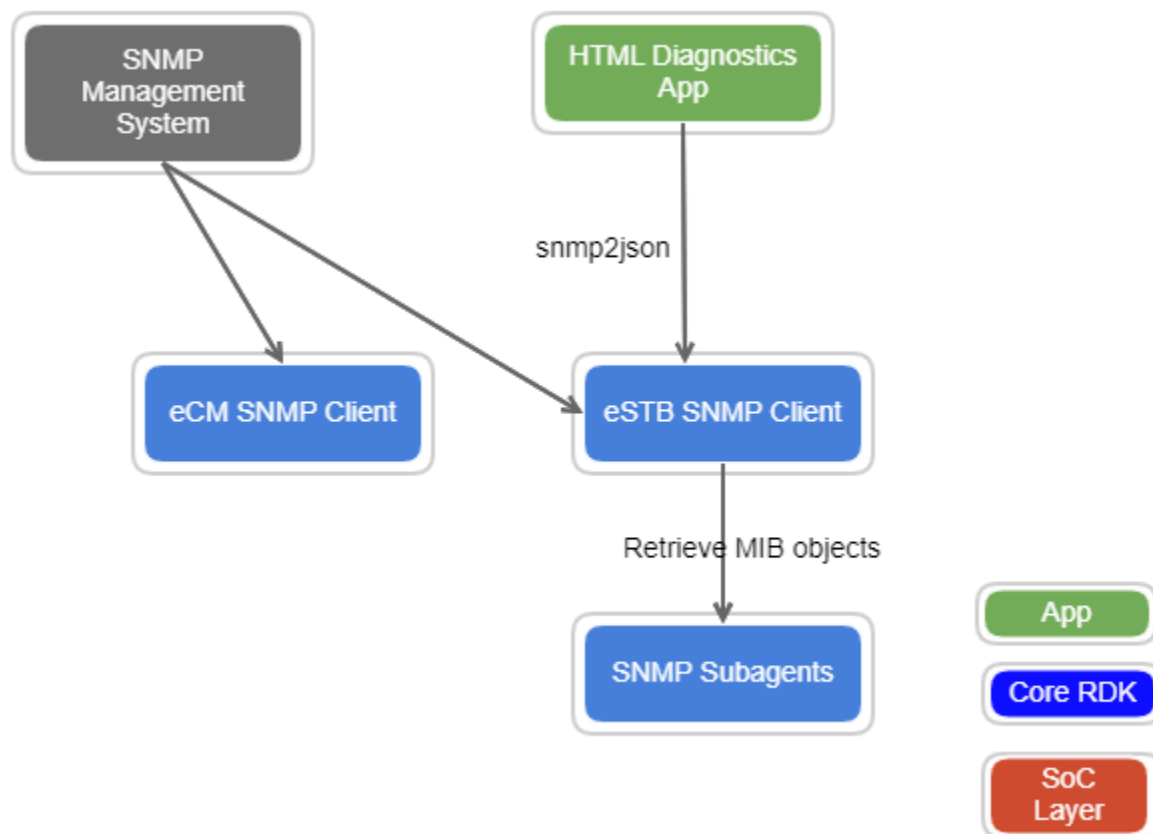 SNMP
Management
System
HTML Diagnostics
App
snmp2json
eCM SNMP Client
eSTB SNMP Client
Retrieve MIB objects
SNMP Subagents
App
Core RDK
SoC
Layer